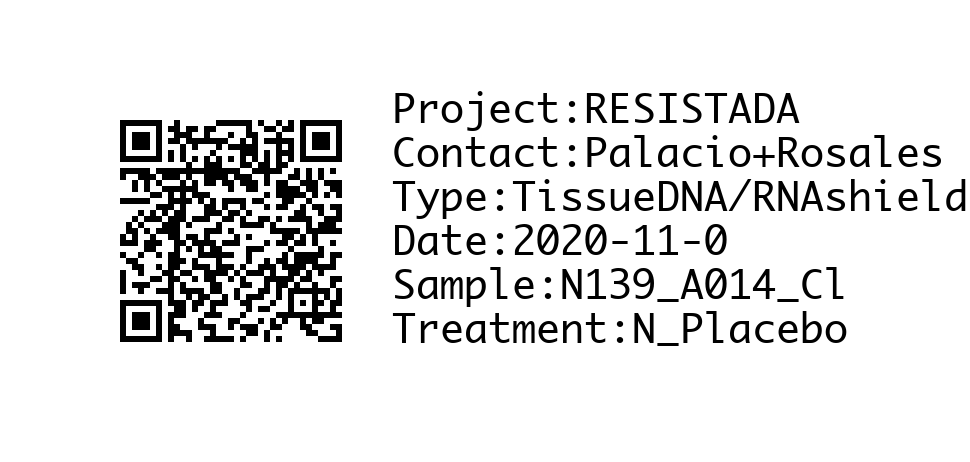 Project:RESISTADA
Contact:Palacio+Rosales
Type:TissueDNA/RNAshield
Date:2020-11-0
Sample:N139_A014_Cl
Treatment:N_Placebo